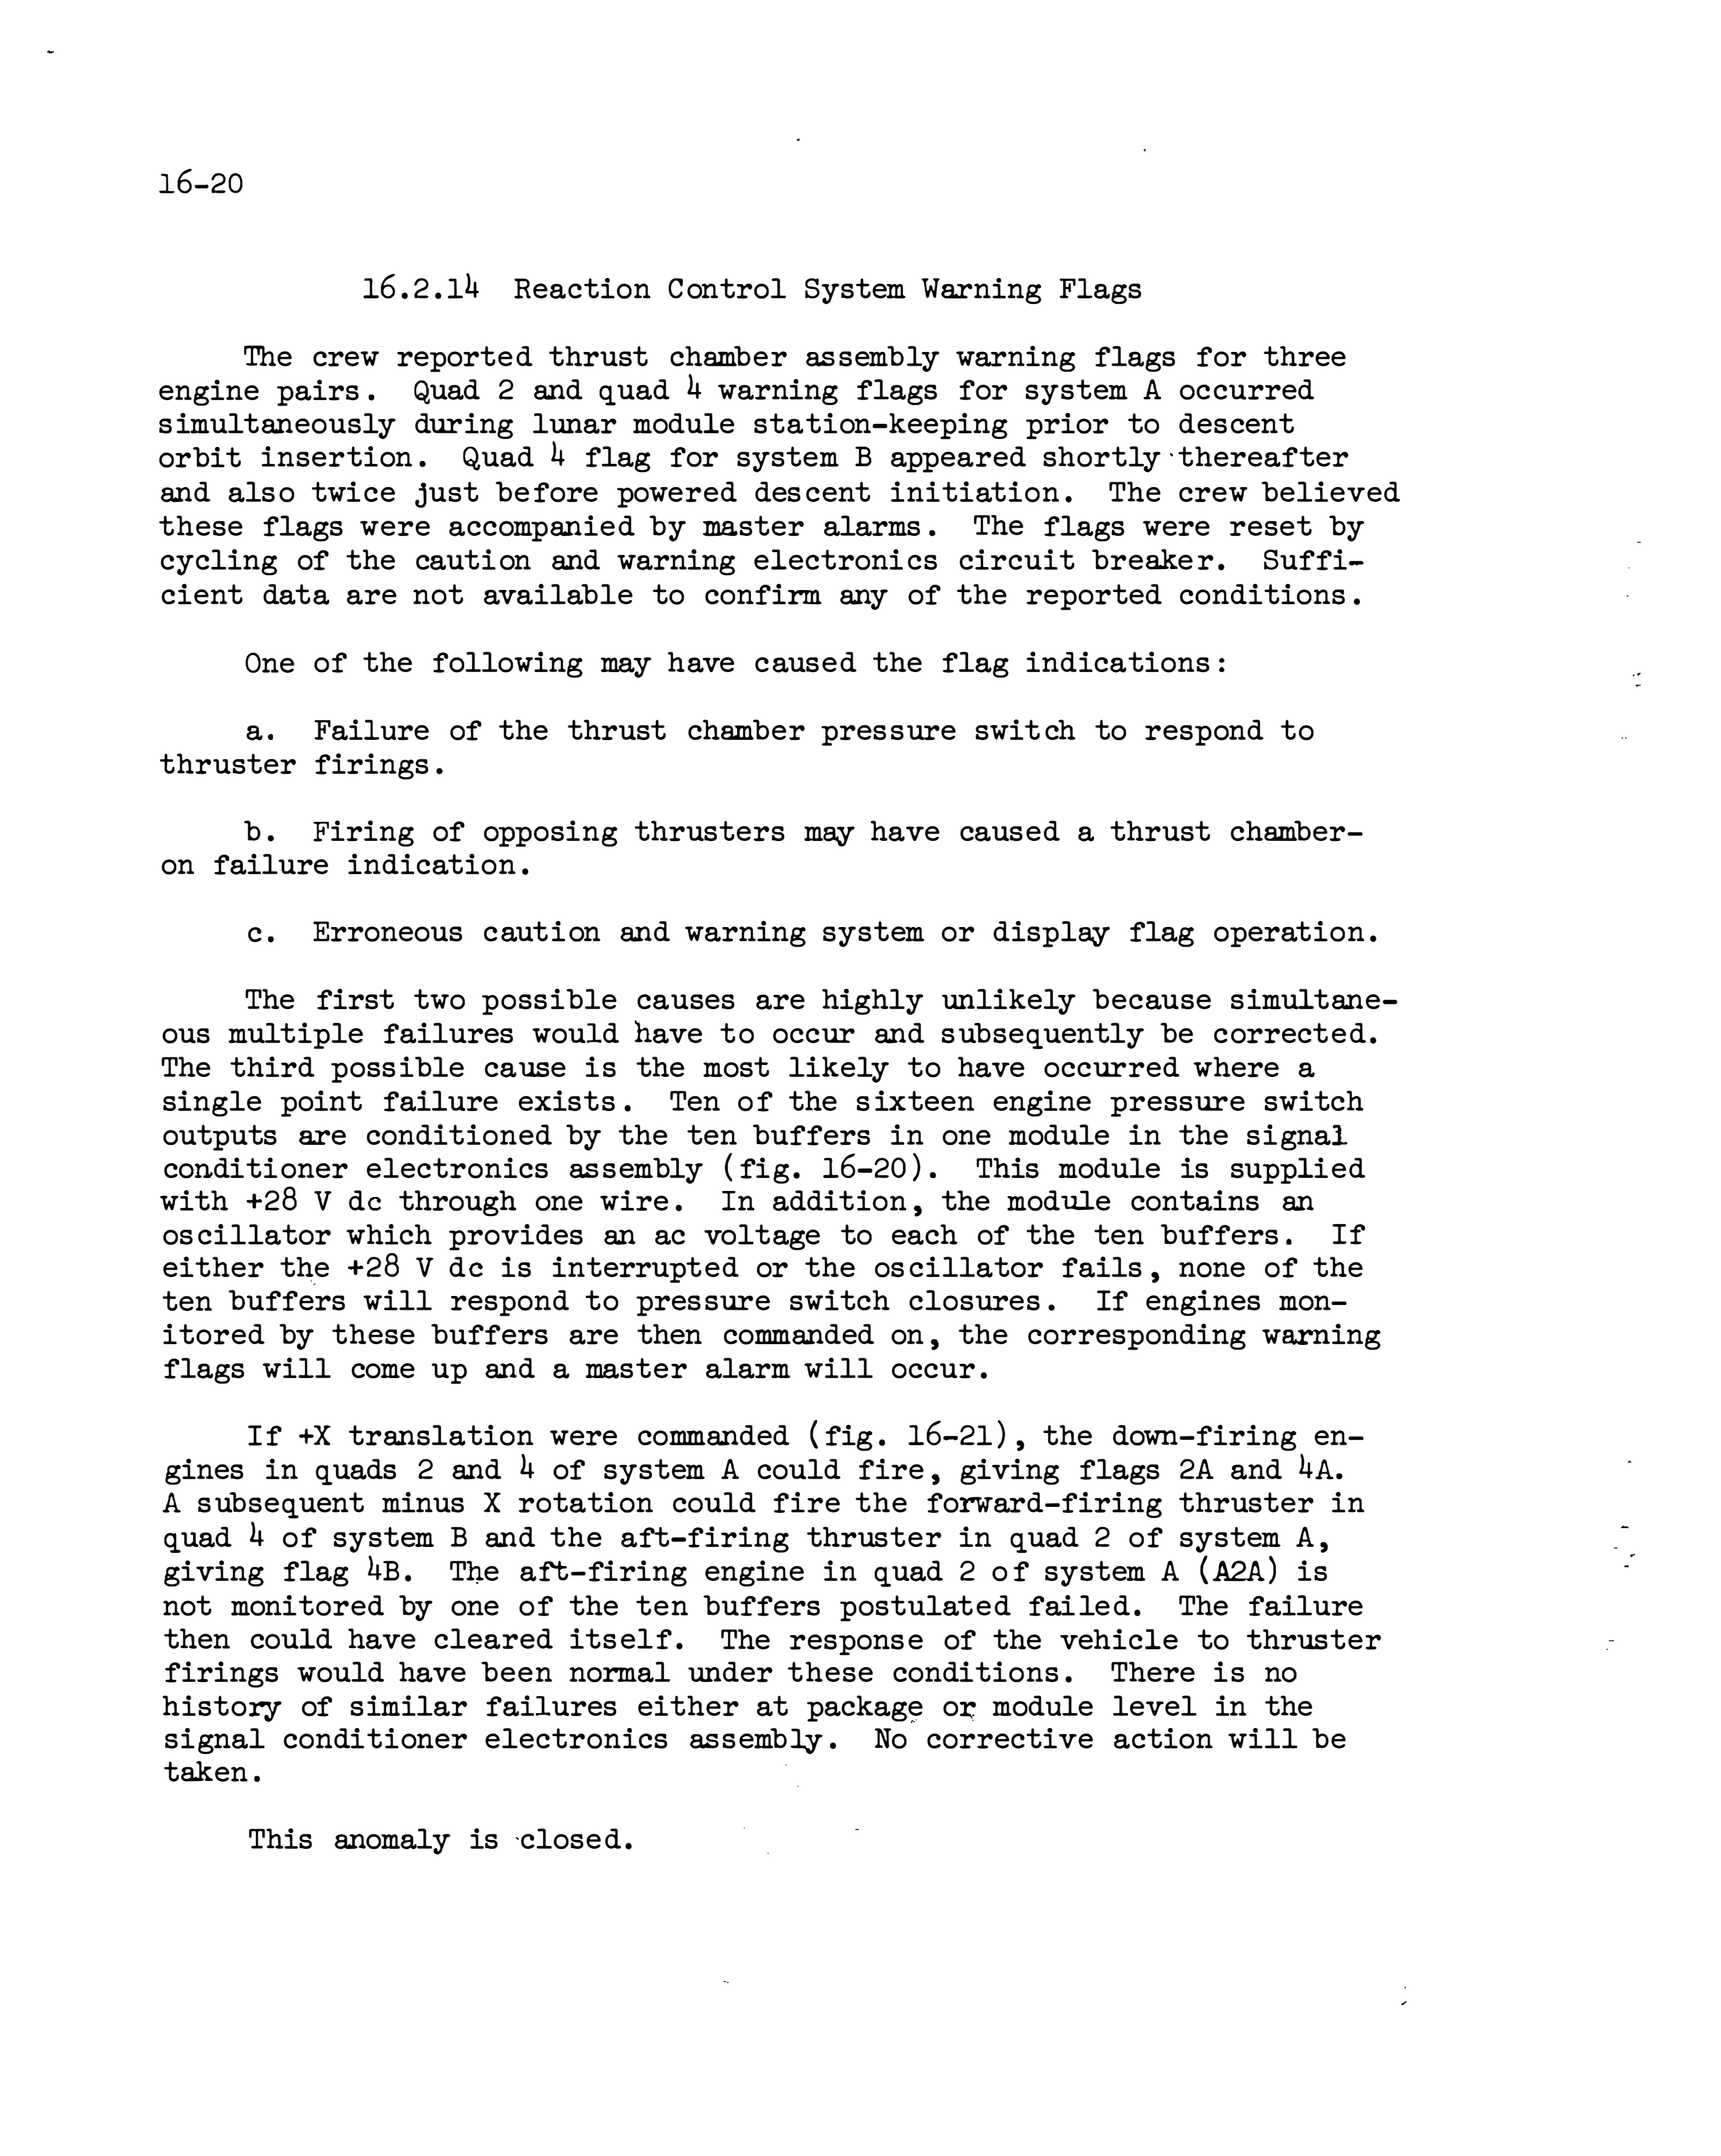 16-20
16.2.14 Reaction Control System Warning Flags
The crew reported thrust chamber assembly warning flags for three
engine pairs. Quad 2 and quad 4 warning flags for system A occurred
simultaneously during lunar module station-keeping prior to descent
orbit insertion. Quad 4 flag for system B appeared shortly thereafter
and also twice just before powered descent initiation. The crew believed
these flags were accompanied by master alarms. The flags were reset by
cycling of the caution and warning electronics circuit breaker. Suffi-
cient data are not available to confirm any of the reported conditions.
One of the following may have caused the flag indications:
a. Failure of the thrust chamber pressure switch to respond to
thruster firings.
b. Firing of opposing thrusters may have caused a thrust chamber-
on failure indication.
c. Erroneous caution and warning system or display flag operation.
The first two possible causes are highly unlikely because simultane-
ous multiple failures would have to occur and subsequently be corrected.
The third possible cause is the most likely to have occurred where a
single point failure exists. Ten of the sixteen engine pressure switch
outputs are conditioned by the ten buffers in one module in the signal
conditioner electronics assembly (fig. 16-20). This module is supplied
with +28 V dc through one wire. In addition, the module contains an
oscillator which provides an ac voltage to each of the ten buffers. If
either the +28 V dc is interrupted or the oscillator fails, none of the
ten buffers will respond to pressure switch closures. If engines mon-
itored by these buffers are then commanded on, the corresponding warning
flags will come up and a master alarm will occur.
If +X translation were commanded (fig. 16-21), the down-firing en-
gines in quads 2 and 4 of system A could fire, giving flags 2A and 4A.
A subsequent minus X rotation could fire the forward-firing thruster in
quad 4 of system B and the aft-firing thruster in quad 2 of system A,
giving flag 4B. The aft-firing engine in quad 2 of system A (A2A) is
not monitored by one of the ten buffers postulated failed. The failure
then could have cleared itself. The response of the vehicle to thruster
firings would have been normal under these conditions. There is no
history of similar failures either at package or module level in the
signal conditioner electronics assembly. No corrective action will be
taken.
This anomaly is closed.